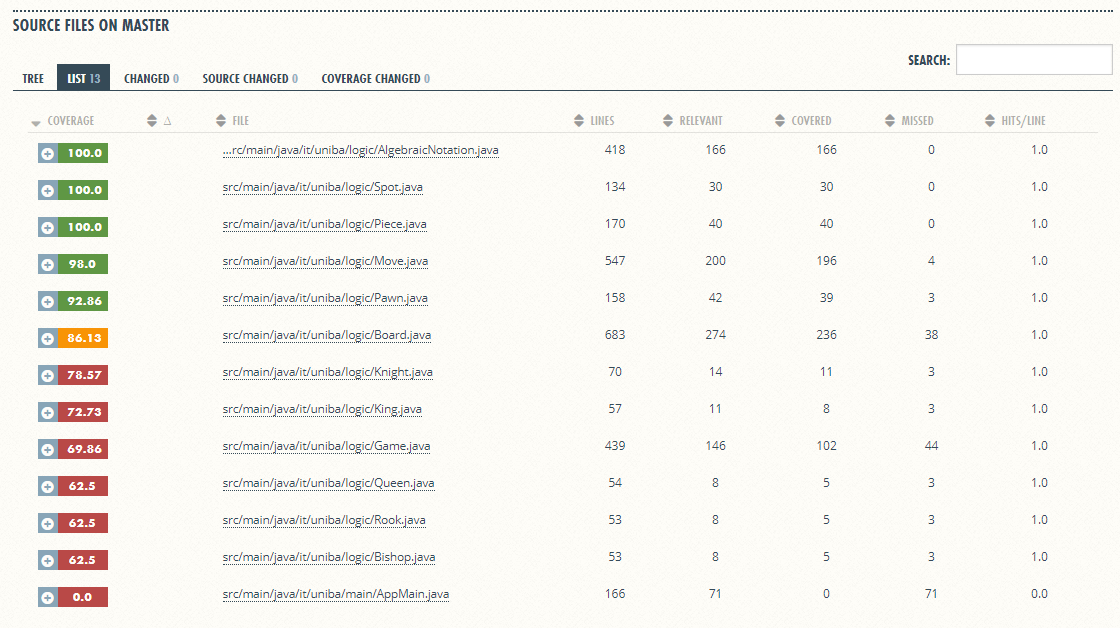 SOURCE FILES ON MASTER
SEARCH:
TREE LIST 13 CHANGED 0 SOURCE CHANGED 0 COVERAGE CHANGED 0
COVERAGE Δ FILE LINES RELEVANT COVERED MISSED HITS/LINE
100.0 ...rc/main/java/it/uniba/logic/AlgebraicNotation.java 418 166 166 0 1.0
100.0 src/main/java/it/uniba/logic/Spot.java 134 30 30 0 1.0
100.0 src/main/java/it/uniba/logic/Piece.java 170 40 40 0 1.0
98.0 src/main/java/it/uniba/logic/Move.java 547 200 196 4 1.0
92.86 src/main/java/it/uniba/logic/Pawn.java 158 42 39 3 1.0
86.13 src/main/java/it/uniba/logic/Board.java 683 274 236 38 1.0
78.57 src/main/java/it/uniba/logic/Knight.java 70 14 11 3 1.0
72.73 src/main/java/it/uniba/logic/King.java 57 11 8 3 1.0
69.86 src/main/java/it/uniba/logic/Game.java 439 146 102 44 1.0
62.5 src/main/java/it/uniba/logic/Queen.java 54 8 5 3 1.0
62.5 src/main/java/it/uniba/logic/Rook.java 53 8 5 3 1.0
62.5 src/main/java/it/uniba/logic/Bishop.java 53 8 5 3 1.0
0.0 src/main/java/it/uniba/main/AppMain.java 166 71 0 71 0.0